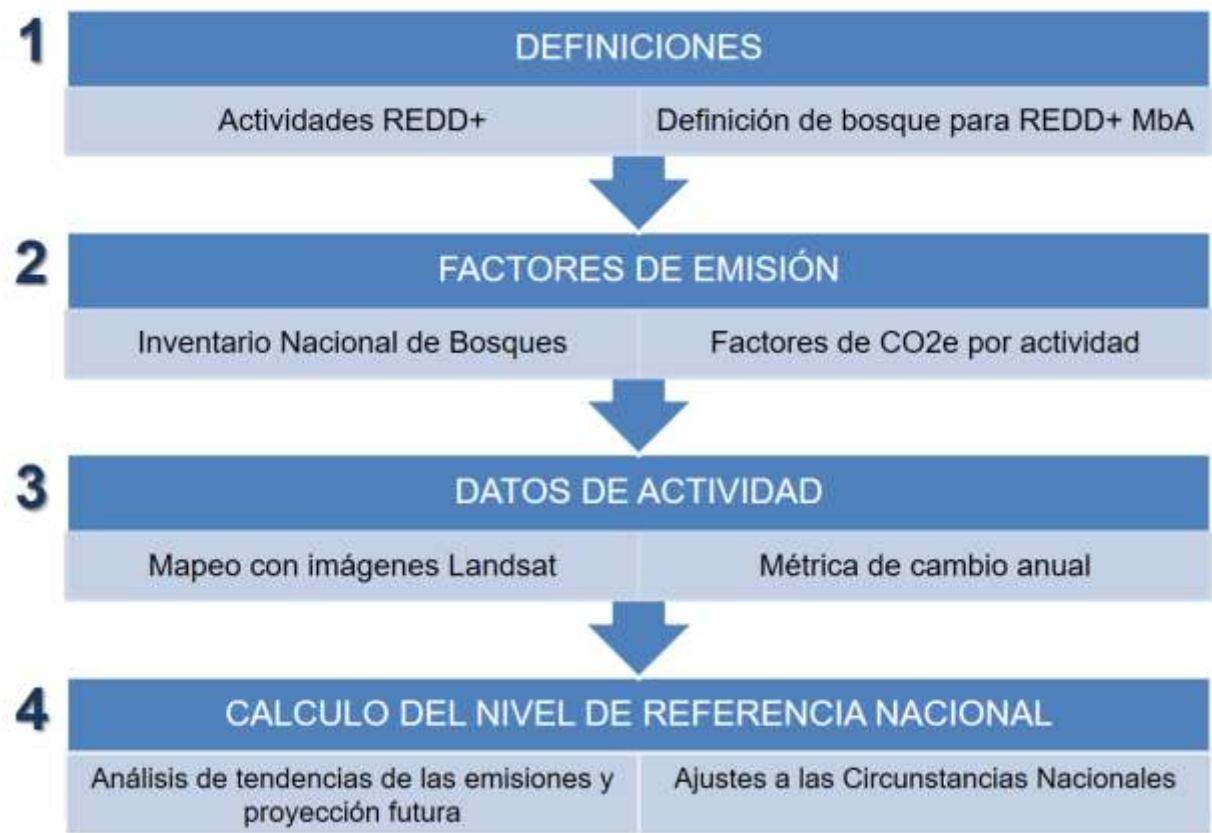 1
DEFINICIONES
Actividades REDD+
Definición de bosque para REDD+ MbA
2
FACTORES DE EMISIÓN
Inventario Nacional de Bosques
Factores de CO2e por actividad
3
DATOS DE ACTIVIDAD
Mapeo con imágenes Landsat
Métrica de cambio anual
4
CALCULO DEL NIVEL DE REFERENCIA NACIONAL
Análisis de tendencias de las emisiones y
proyección futura
Ajustes a las Circunstancias Nacionales